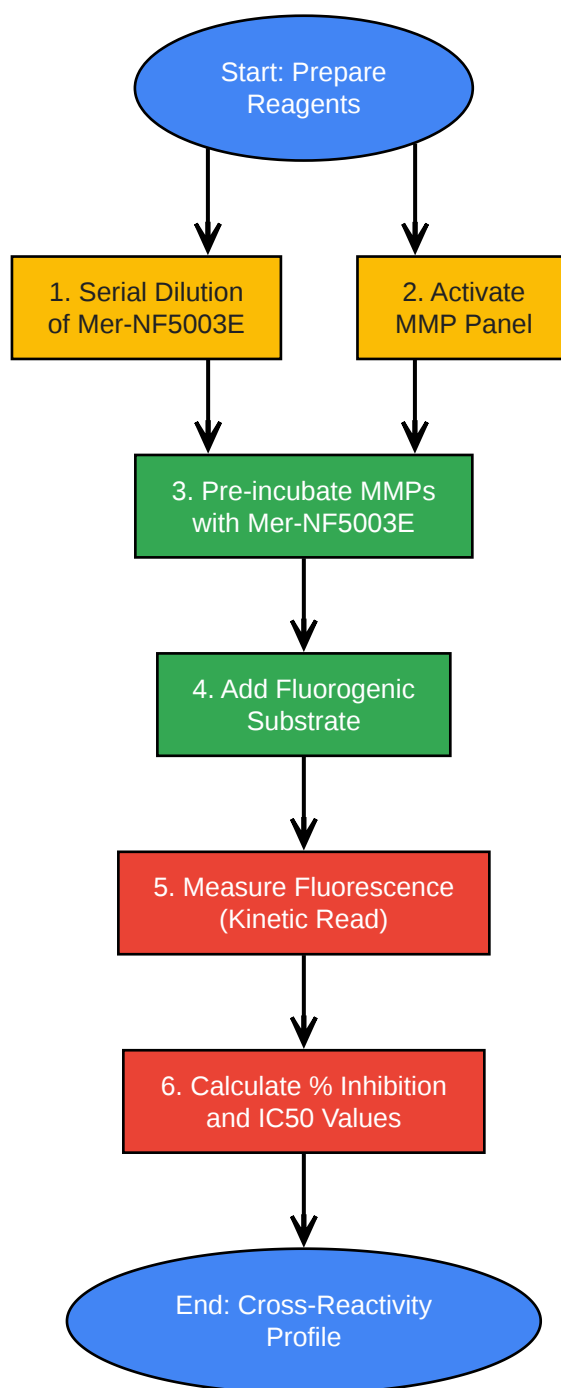 Start: Prepare
Reagents
1. Serial Dilution
of Mer-NF5003E
2. Activate
MMP Panel
3. Pre-incubate MMPs
with Mer-NF5003E
4. Add Fluorogenic
Substrate
5. Measure Fluorescence
(Kinetic Read)
6. Calculate % Inhibition
and IC50 Values
End: Cross-Reactivity
Profile